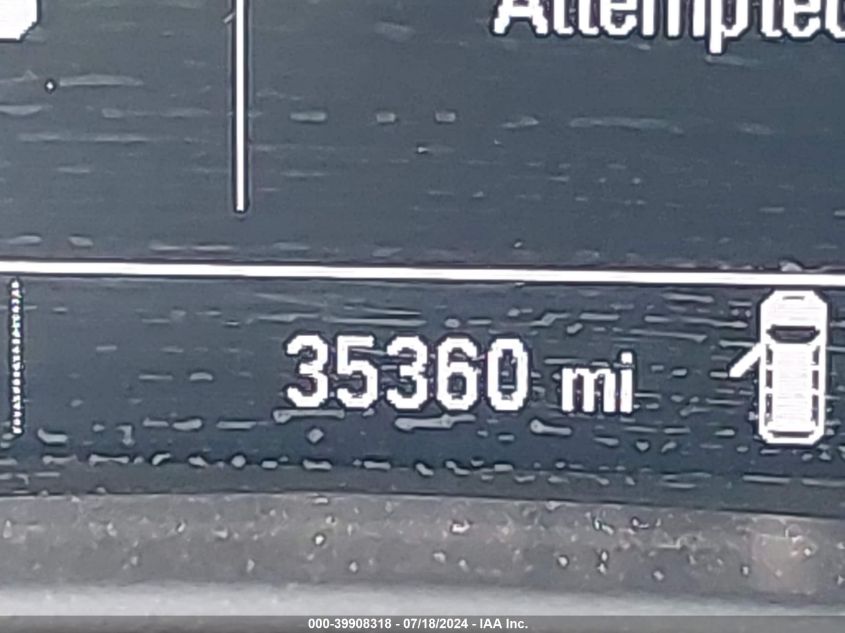 Attempted
35360 mi
000-39908318 - 07/18/2024 - IAA Inc.